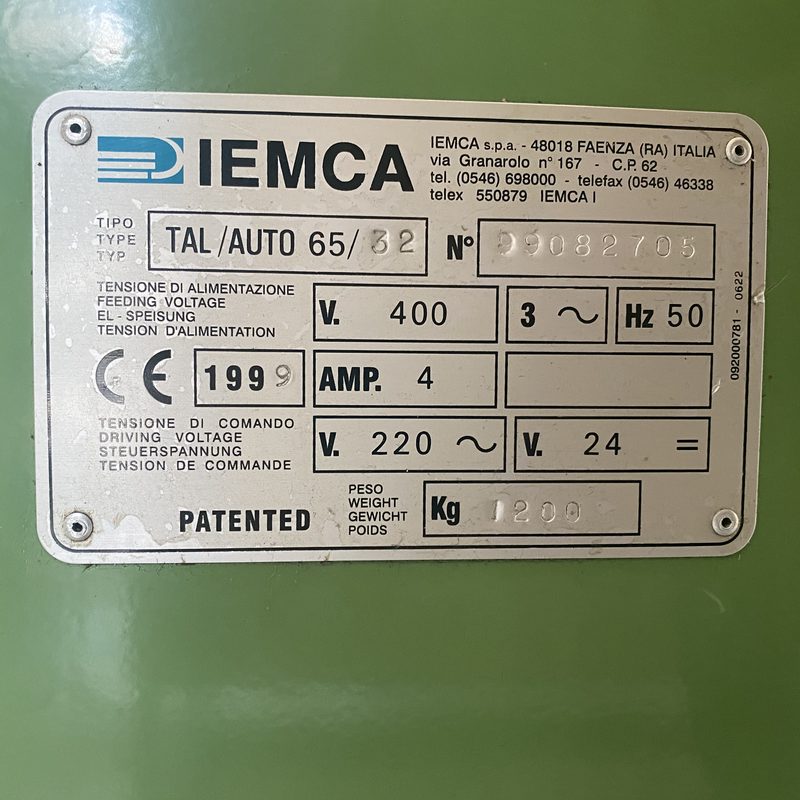 IEMCA
IEMCA s.p.a. - 48018 FAENZA (RA) ITALIA
via Granarolo n° 167 - C.P. 62
tel. (0546) 698000 - telefax (0546) 46338
telex 550879 IEMCA I
TIPO
TYPE
TYP
TAL/AUTO 65/32
N° 99082705
TENSIONE DI ALIMENTAZIONE
FEEDING VOLTAGE
EL - SPEISUNG
TENSION D'ALIMENTATION
V. 400
3 ~
Hz 50
CE 1999
AMP. 4
TENSIONE DI COMANDO
DRIVING VOLTAGE
STEUERSPANNUNG
TENSION DE COMMANDE
V. 220 ~
V. 24 =
PATENTED
PESO
WEIGHT
GEWICHT
POIDS
Kg 1200
092000781 - 0622